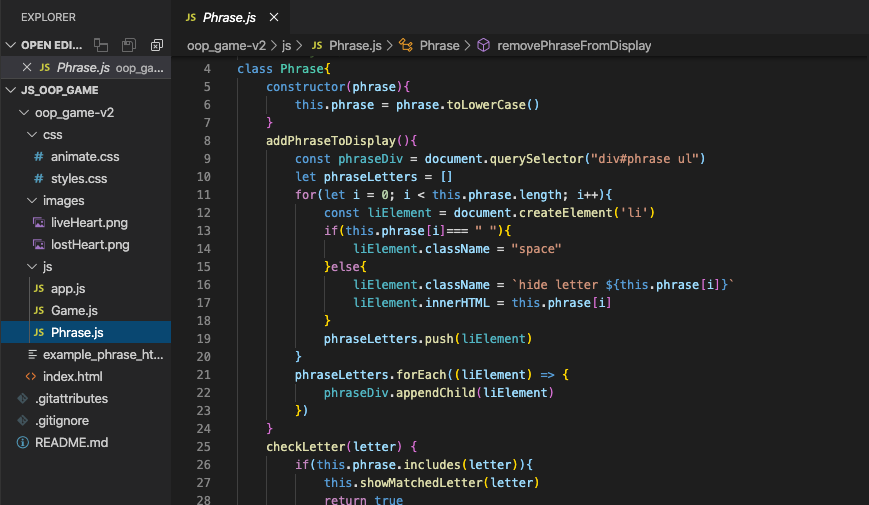 EXPLORER
OPEN EDI...
JS Phrase.js oop_ga...
JS_OOP_GAME
oop_game-v2
css
# animate.css
# styles.css
images
liveHeart.png
lostHeart.png
js
JS app.js
JS Game.js
JS Phrase.js
example_phrase_ht...
<> index.html
.gitattributes
.gitignore
README.md
JS Phrase.js
oop_game-v2 > js > JS Phrase.js > Phrase > removePhraseFromDisplay
4 class Phrase{
5     constructor(phrase){
6         this.phrase = phrase.toLowerCase()
7     }
8     addPhraseToDisplay(){
9         const phraseDiv = document.querySelector("div#phrase ul")
10         let phraseLetters = []
11         for(let i = 0; i < this.phrase.length; i++){
12             const liElement = document.createElement('li')
13             if(this.phrase[i]=== " "){
14                 liElement.className = "space"
15             }else{
16                 liElement.className = `hide letter ${this.phrase[i]}`
17                 liElement.innerHTML = this.phrase[i]
18             }
19             phraseLetters.push(liElement)
20         }
21         phraseLetters.forEach((liElement) => {
22             phraseDiv.appendChild(liElement)
23         })
24     }
25     checkLetter(letter) {
26         if(this.phrase.includes(letter)){
27             this.showMatchedLetter(letter)
28             return true